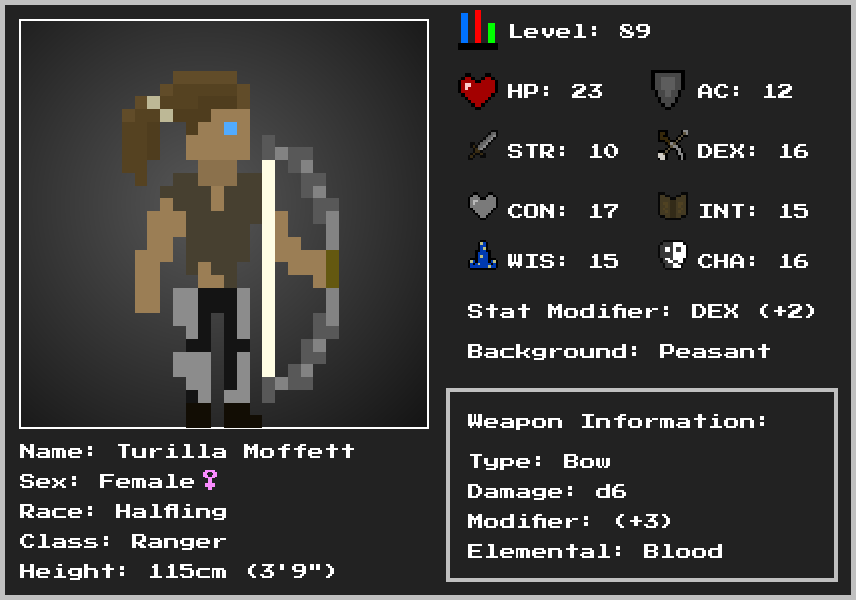 Level: 89
HP: 23
AC: 12
STR: 10
DEX: 16
CON: 17
INT: 15
WIS: 15
CHA: 16
Stat Modifier: DEX (+2)
Background: Peasant
Weapon Information:
Type: Bow
Damage: d6
Modifier: (+3)
Elemental: Blood
Name: Turilla Moffett
Sex: Female♀
Race: Halfling
Class: Ranger
Height: 115cm (3'9")